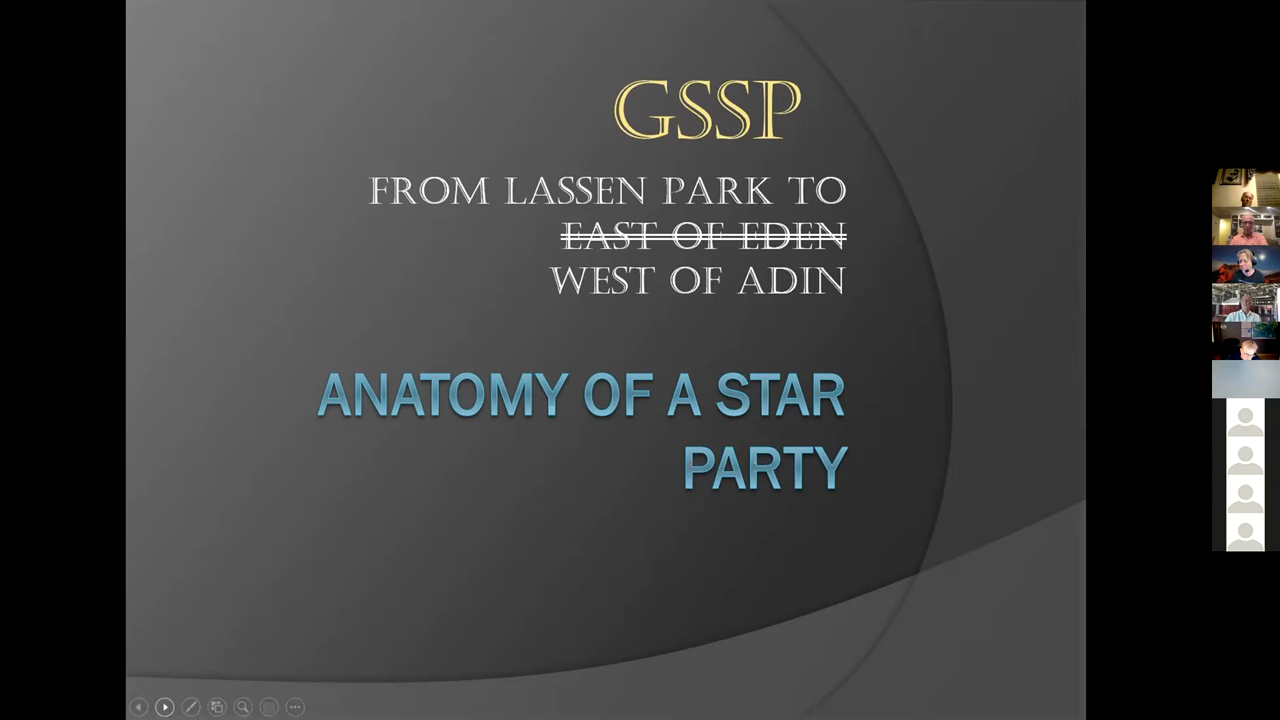 GSSP
FROM LASSEN PARK TO
EAST OF EDEN
WEST OF ADIN
ANATOMY OF A STAR
PARTY